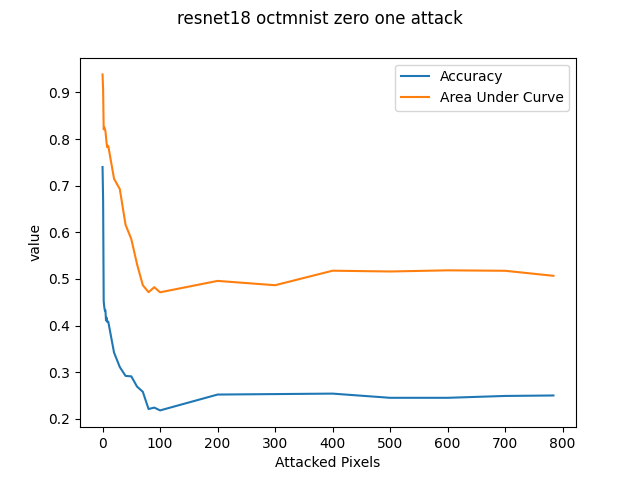 resnet18 octmnist zero one attack
Accuracy
Area Under Curve
0.9
0.8
0.7
0.6
0.5
0.4
0.3
0.2
value
0 100 200 300 400 500 600 700 800
Attacked Pixels